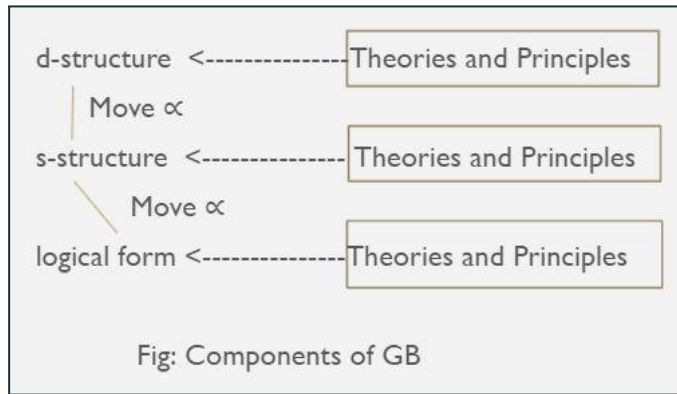 d-structure <---------------Theories and Principles
Move ∝
s-structure <---------------Theories and Principles
Move ∝
logical form <---------------Theories and Principles
Fig: Components of GB